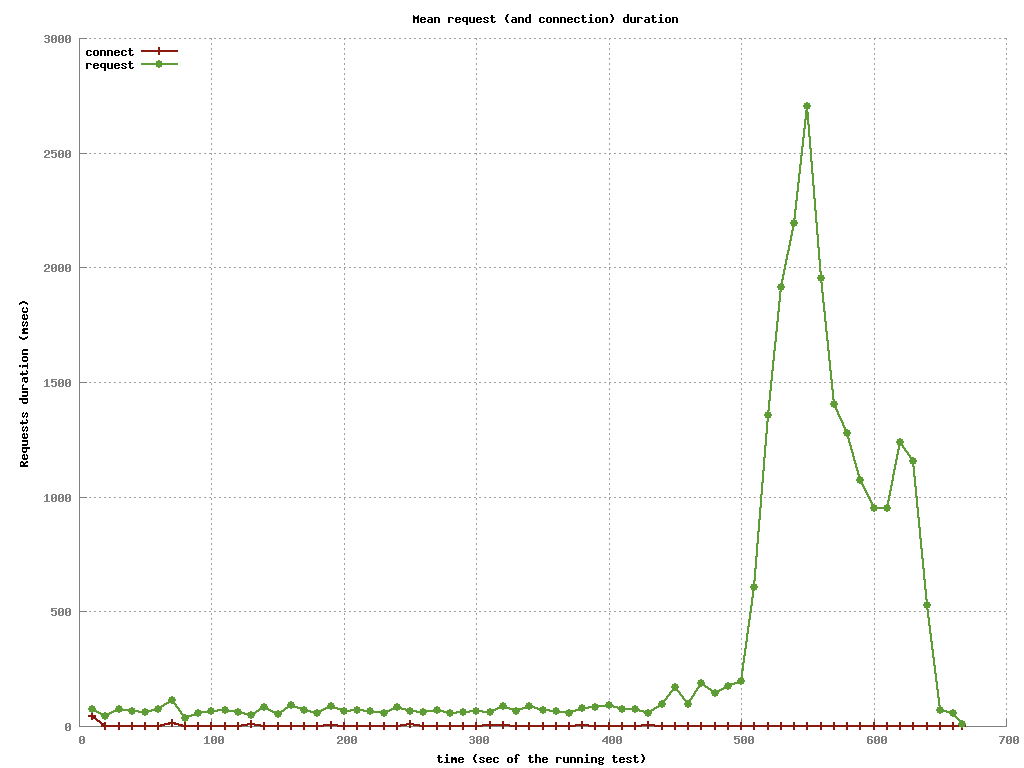 Mean request (and connection) duration
connect
request
3000
2500
2000
1500
1000
500
0
0 100 200 300 400 500 600 700
Requests duration (msec)
time (sec of the running test)